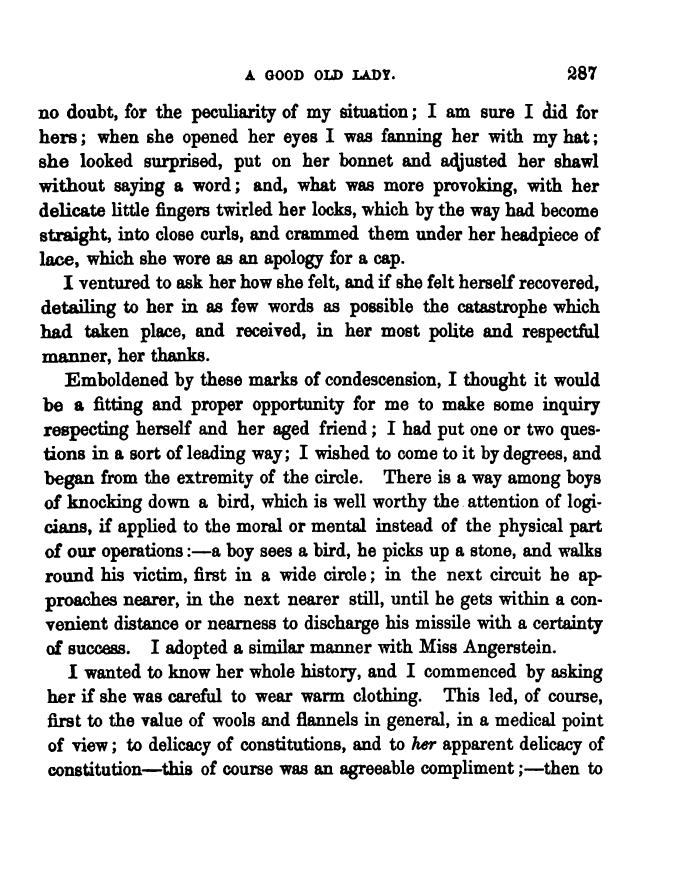 A GOOD OLD LADY. 287
no doubt, for the peculiarity of my situation; I am sure I did for
hers; when she opened her eyes I was fanning her with my hat;
she looked surprised, put on her bonnet and adjusted her shawl
without saying a word; and, what was more provoking, with her
delicate little fingers twirled her locks, which by the way had become
straight, into close curls, and crammed them under her headpiece of
lace, which she wore as an apology for a cap.
I ventured to ask her how she felt, and if she felt herself recovered,
detailing to her in as few words as possible the catastrophe which
had taken place, and received, in her most polite and respectful
manner, her thanks.
Emboldened by these marks of condescension, I thought it would
be a fitting and proper opportunity for me to make some inquiry
respecting herself and her aged friend; I had put one or two ques-
tions in a sort of leading way; I wished to come to it by degrees, and
began from the extremity of the circle. There is a way among boys
of knocking down a bird, which is well worthy the attention of logi-
cians, if applied to the moral or mental instead of the physical part
of our operations:—a boy sees a bird, he picks up a stone, and walks
round his victim, first in a wide circle; in the next circuit he ap-
proaches nearer, in the next nearer still, until he gets within a con-
venient distance or nearness to discharge his missile with a certainty
of success. I adopted a similar manner with Miss Angerstein.
I wanted to know her whole history, and I commenced by asking
her if she was careful to wear warm clothing. This led, of course,
first to the value of wools and flannels in general, in a medical point
of view; to delicacy of constitutions, and to her apparent delicacy of
constitution—this of course was an agreeable compliment;—then to